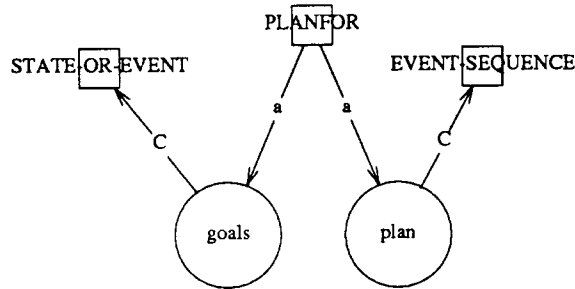 PLANFOR
STATE-OR-EVENT
EVENT-SEQUENCE
a
a
C
C
goals
plan